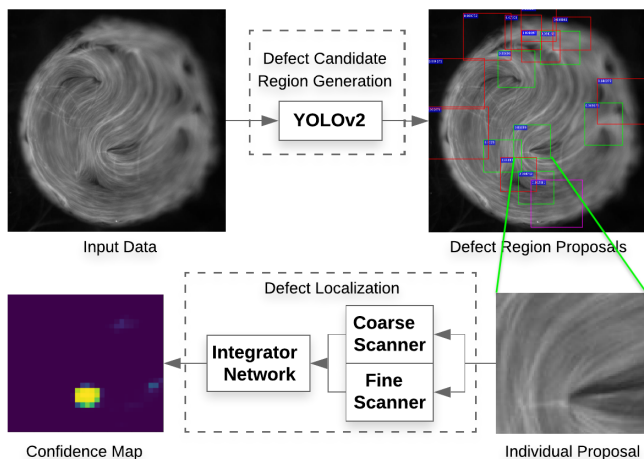 Defect Candidate
Region Generation
YOLOv2
Input Data
Defect Region Proposals
Defect Localization
Coarse
Scanner
Integrator
Network
Fine
Scanner
Confidence Map
Individual Proposal